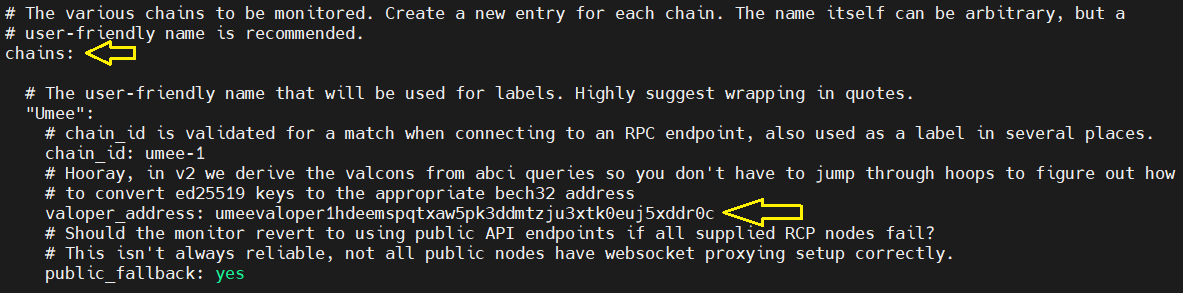 # The various chains to be monitored. Create a new entry for each chain. The name itself can be arbitrary, but a
# user-friendly name is recommended.
chains:
# The user-friendly name that will be used for labels. Highly suggest wrapping in quotes.
"Umee":
# chain_id is validated for a match when connecting to an RPC endpoint, also used as a label in several places.
chain_id: umee-1
# Hooray, in v2 we derive the valcons from abci queries so you don't have to jump through hoops to figure out how
# to convert ed25519 keys to the appropriate bech32 address
valoper_address: umeevaloper1hdeemspqtxaw5pk3ddmtzju3xtk0euj5xddr0c
# Should the monitor revert to using public API endpoints if all supplied RCP nodes fail?
# This isn't always reliable, not all public nodes have websocket proxying setup correctly.
public_fallback: yes